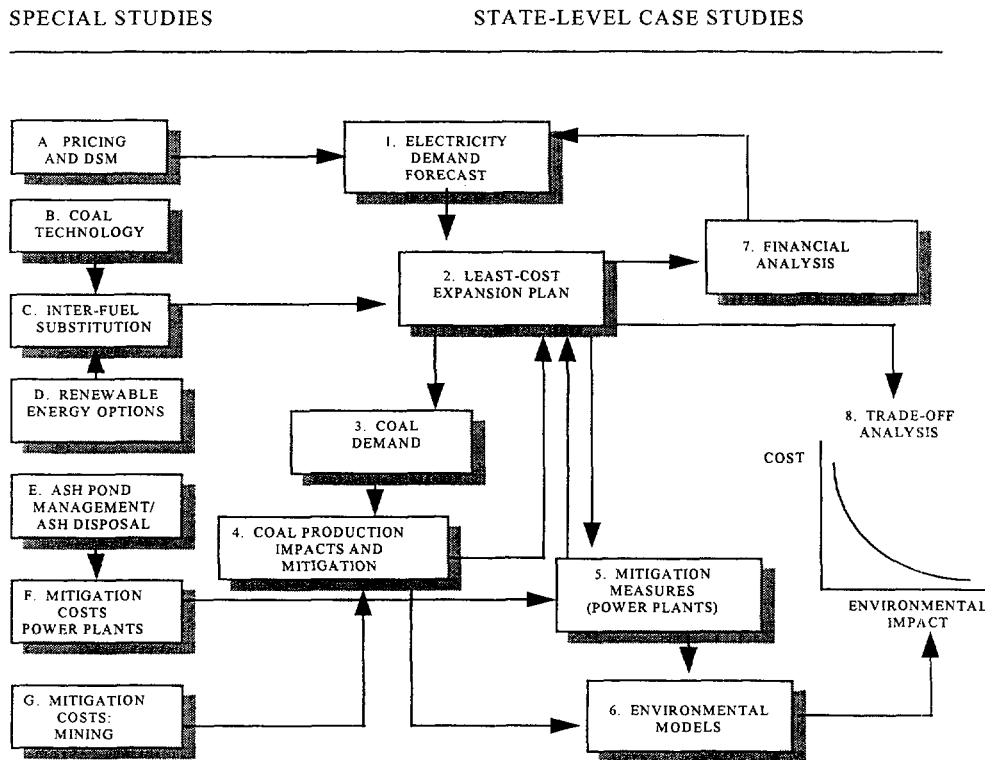 SPECIAL STUDIES
STATE-LEVEL CASE STUDIES
A PRICING
AND DSM
B. COAL
TECHNOLOGY
C. INTER-FUEL
SUBSTITUTION
D. RENEWABLE
ENERGY OPTIONS
E. ASH POND
MANAGEMENT/
ASH DISPOSAL
F. MITIGATION
COSTS
POWER PLANTS
G. MITIGATION
COSTS:
MINING
1. ELECTRICITY
DEMAND
FORECAST
2. LEAST-COST
EXPANSION PLAN
3. COAL
DEMAND
4. COAL PRODUCTION
IMPACTS AND
MITIGATION
5. MITIGATION
MEASURES
(POWER PLANTS)
6. ENVIRONMENTAL
MODELS
7. FINANCIAL
ANALYSIS
8. TRADE-OFF
ANALYSIS
COST
ENVIRONMENTAL
IMPACT